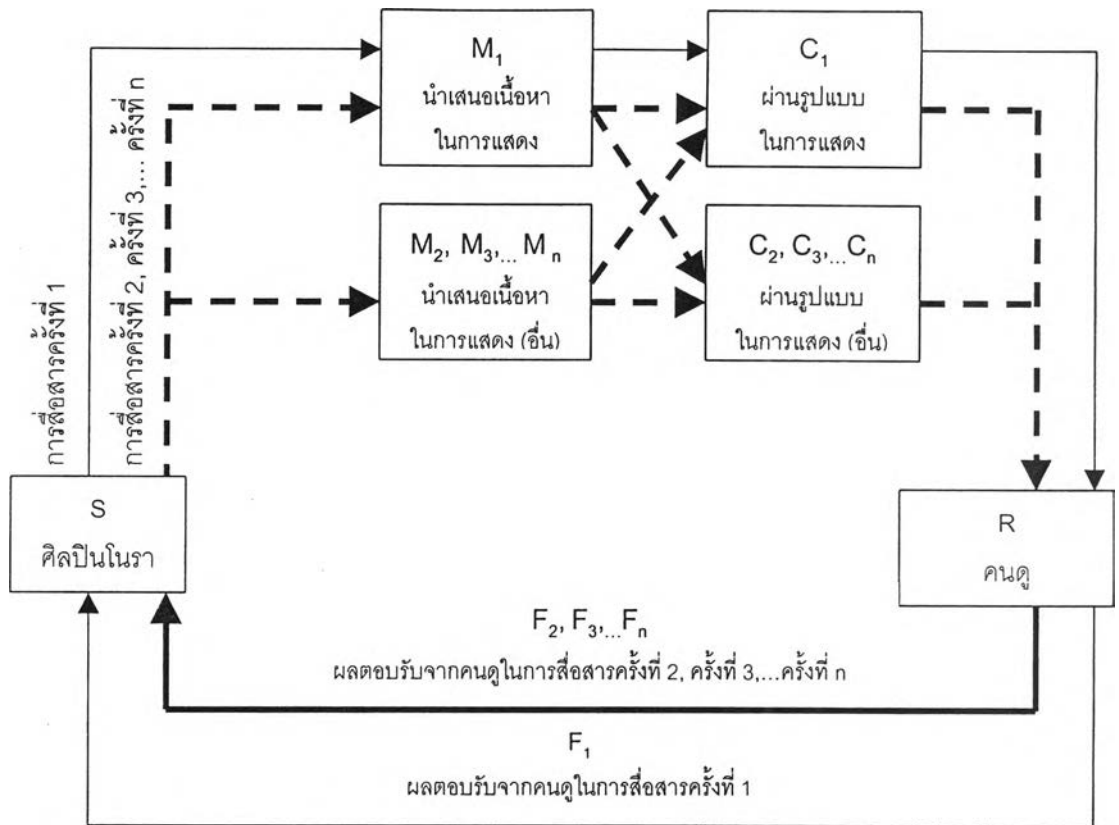 M1
นำเสนอเนื้อหา
ในการแสดง
C1
ผ่านรูปแบบ
ในการแสดง
M2, M3,... Mn
นำเสนอเนื้อหา
ในการแสดง (อื่น)
C2, C3,...Cn
ผ่านรูปแบบ
ในการแสดง (อื่น)
การสื่อสารครั้งที่ 1
การสื่อสารครั้งที่ 2, ครั้งที่ 3,... ครั้งที่ n
S
ศิลปินโนรา
R
คนดู
F2, F3,...Fn
ผลตอบรับจากคนดูในการสื่อสารครั้งที่ 2, ครั้งที่ 3,...ครั้งที่ n
F1
ผลตอบรับจากคนดูในการสื่อสารครั้งที่ 1